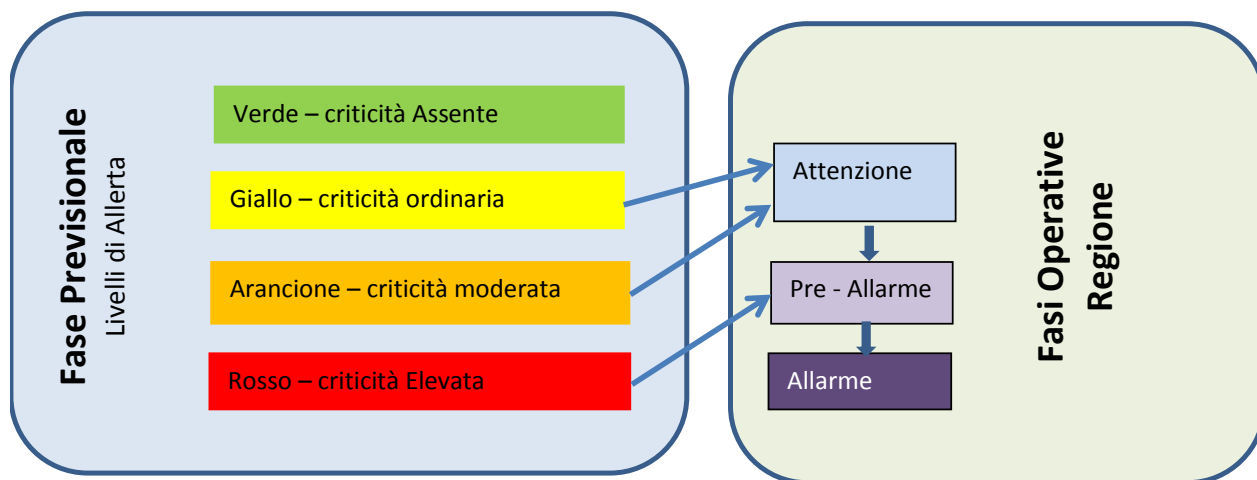 Fase Previsionale
Livelli di Allerta
Verde – criticità Assente
Giallo – criticità ordinaria
Arancione – criticità moderata
Rosso – criticità Elevata
Attenzione
Pre - Allarme
Allarme
Fasi Operative
Regione